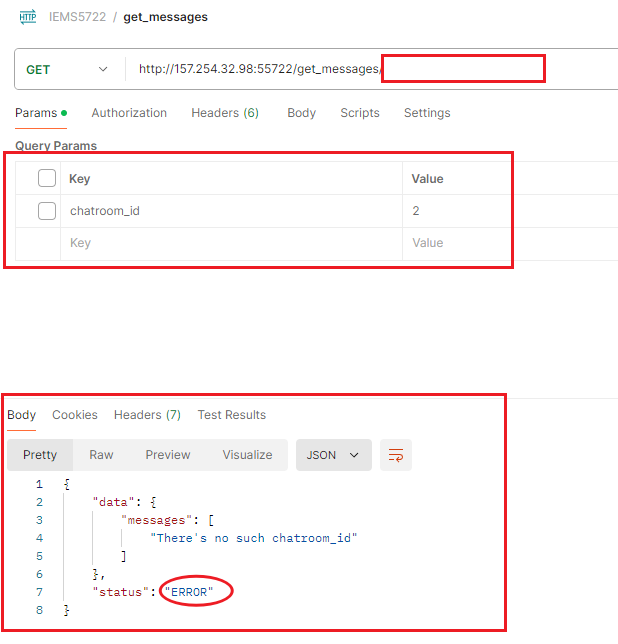 HTTP IEMS5722 / get_messages
GET http://157.254.32.98:55722/get_messages/
Params Authorization Headers (6) Body Scripts Settings
Query Params
Key Value
chatroom_id 2
Key Value
Body Cookies Headers (7) Test Results
Pretty Raw Preview Visualize JSON
1 {
2 "data": {
3 "messages": [
4 "There's no such chatroom_id"
5 ]
6 },
7 "status": "ERROR"
8 }